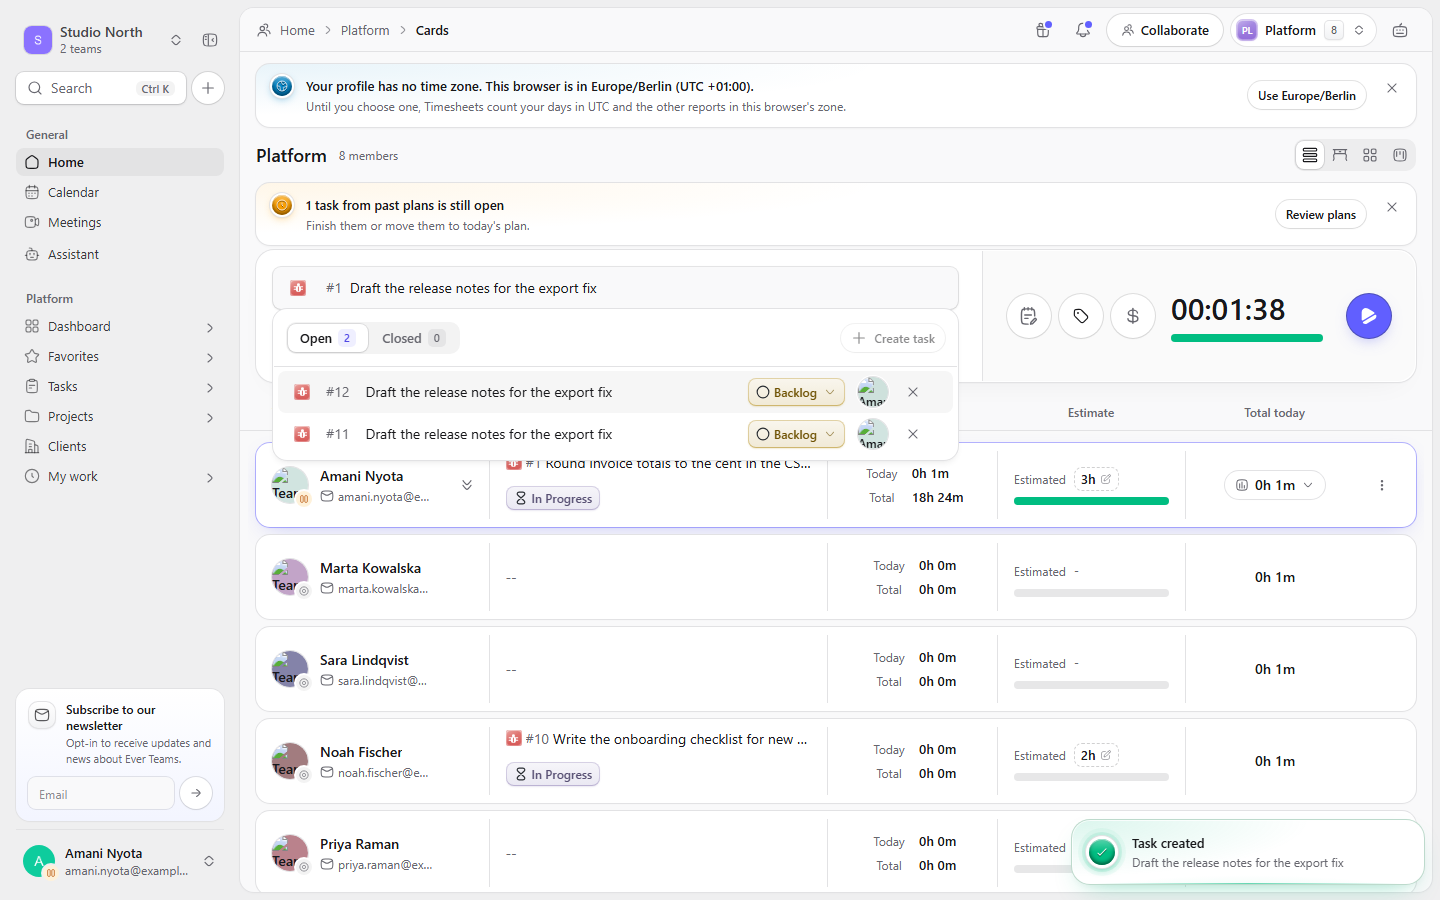 S
Studio North
2 teams
Search
Ctrl K
General
Home
Calendar
Meetings
Assistant
Platform
Dashboard
Favorites
Tasks
Projects
Clients
My work
Subscribe to our
newsletter
Opt-in to receive updates and
news about Ever Teams.
Email
A
Amani Nyota
amani.nyota@exampl...
Home
Platform
Cards
Collaborate
PL
Platform
8
Your profile has no time zone. This browser is in Europe/Berlin (UTC +01:00).
Until you choose one, Timesheets count your days in UTC and the other reports in this browser's zone.
Use Europe/Berlin
Platform
8 members
1 task from past plans is still open
Finish them or move them to today's plan.
Review plans
#1 Draft the release notes for the export fix
Open 2
Closed 0
Create task
#12 Draft the release notes for the export fix
Backlog
Ama
#11 Draft the release notes for the export fix
Backlog
Ama
00:01:38
Estimate
Total today
Tea
Amani Nyota
amani.nyota@e...
#1 Round invoice totals to the cent in the CS...
In Progress
Today 0h 1m
Total 18h 24m
Estimated 3h
0h 1m
Tea
Marta Kowalska
marta.kowalska...
--
Today 0h 0m
Total 0h 0m
Estimated -
0h 1m
Tea
Sara Lindqvist
sara.lindqvist@...
--
Today 0h 0m
Total 0h 0m
Estimated -
0h 1m
Tea
Noah Fischer
noah.fischer@e...
#10 Write the onboarding checklist for new ...
In Progress
Today 0h 0m
Total 0h 0m
Estimated 2h
0h 1m
Tea
Priya Raman
priya.raman@ex...
--
Today 0h 0m
Total 0h 0m
Estimated
Task created
Draft the release notes for the export fix